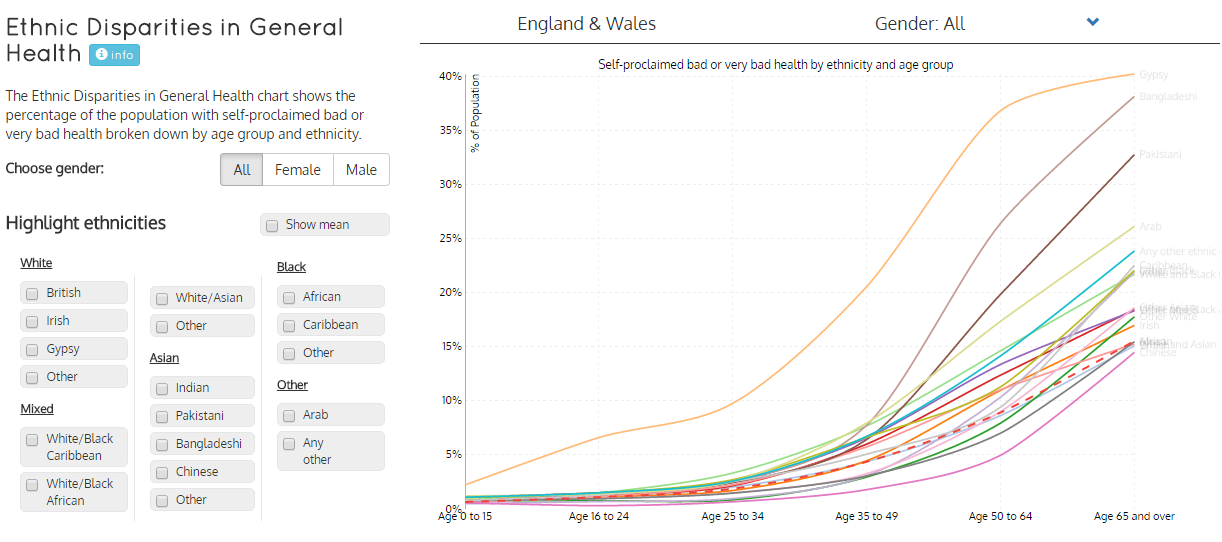 Ethnic Disparities in General
Health info
The Ethnic Disparities in General Health chart shows the
percentage of the population with self-proclaimed bad or
very bad health broken down by age group and ethnicity.
Choose gender:
All Female Male
Highlight ethnicities
Show mean
White
British
Irish
Gypsy
Other
Mixed
White/Black
Caribbean
White/Black
African
White/Asian
Other
Asian
Indian
Pakistani
Bangladeshi
Chinese
Other
Black
African
Caribbean
Other
Other
Arab
Any
other
England & Wales
Gender: All
Self-proclaimed bad or very bad health by ethnicity and age group
% of Population
40%
35%
30%
25%
20%
15%
10%
5%
0%
Age 0 to 15
Age 16 to 24
Age 25 to 34
Age 35 to 49
Age 50 to 64
Age 65 and over
Gypsy
Bangladeshi
Pakistani
Arab
Any other ethnic
Caribbean
Other White
Irish
Chinese